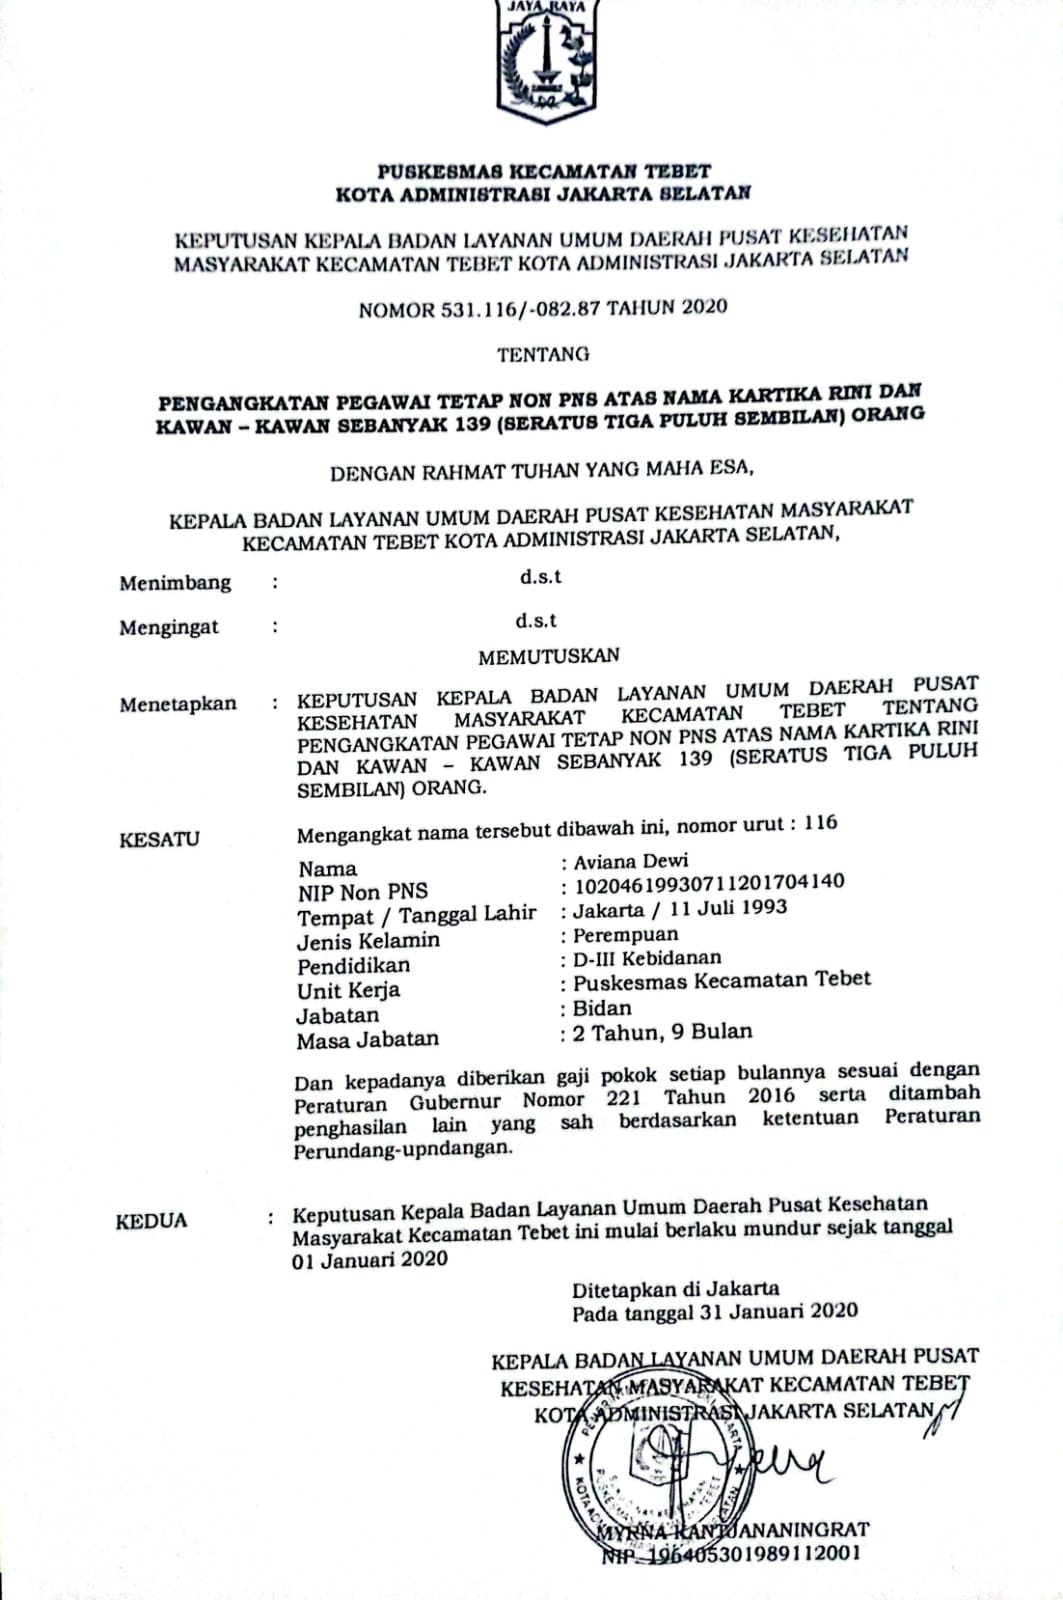 JAYA RAYA
PUSKESMAS KECAMATAN TEBET
KOTA ADMINISTRASI JAKARTA SELATAN
KEPUTUSAN KEPALA BADAN LAYANAN UMUM DAERAH PUSAT KESEHATAN
MASYARAKAT KECAMATAN TEBET KOTA ADMINISTRASI JAKARTA SELATAN
NOMOR 531.116/-082.87 TAHUN 2020
TENTANG
PENGANGKATAN PEGAWAI TETAP NON PNS ATAS NAMA KARTIKA RINI DAN
KAWAN – KAWAN SEBANYAK 139 (SERATUS TIGA PULUH SEMBILAN) ORANG
DENGAN RAHMAT TUHAN YANG MAHA ESA,
KEPALA BADAN LAYANAN UMUM DAERAH PUSAT KESEHATAN MASYARAKAT
KECAMATAN TEBET KOTA ADMINISTRASI JAKARTA SELATAN,
Menimbang : d.s.t
Mengingat : d.s.t
MEMUTUSKAN
Menetapkan : KEPUTUSAN KEPALA BADAN LAYANAN UMUM DAERAH PUSAT
KESEHATAN MASYARAKAT KECAMATAN TEBET TENTANG
PENGANGKATAN PEGAWAI TETAP NON PNS ATAS NAMA KARTIKA RINI
DAN KAWAN – KAWAN SEBANYAK 139 (SERATUS TIGA PULUH
SEMBILAN) ORANG.
KESATU Mengangkat nama tersebut dibawah ini, nomor urut : 116
Nama : Aviana Dewi
NIP Non PNS : 10204619930711201704140
Tempat / Tanggal Lahir : Jakarta / 11 Juli 1993
Jenis Kelamin : Perempuan
Pendidikan : D-III Kebidanan
Unit Kerja : Puskesmas Kecamatan Tebet
Jabatan : Bidan
Masa Jabatan : 2 Tahun, 9 Bulan
Dan kepadanya diberikan gaji pokok setiap bulannya sesuai dengan
Peraturan Gubernur Nomor 221 Tahun 2016 serta ditambah
penghasilan lain yang sah berdasarkan ketentuan Peraturan
Perundang-upndangan.
KEDUA : Keputusan Kepala Badan Layanan Umum Daerah Pusat Kesehatan
Masyarakat Kecamatan Tebet ini mulai berlaku mundur sejak tanggal
01 Januari 2020
Ditetapkan di Jakarta
Pada tanggal 31 Januari 2020
KEPALA BADAN LAYANAN UMUM DAERAH PUSAT
KESEHATAN MASYARAKAT KECAMATAN TEBET
KOTA ADMINISTRASI JAKARTA SELATAN
MYRNA KANTJANANINGRAT
NIP. 196405301989112001